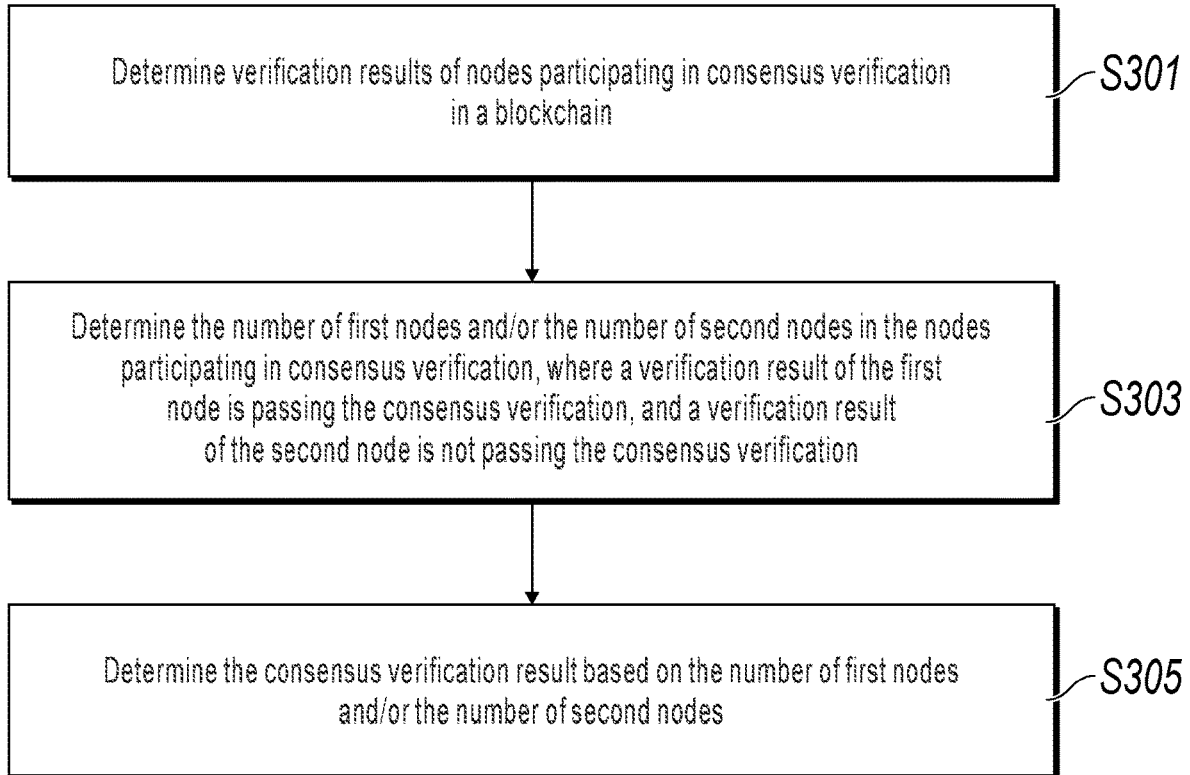 Determine verification results of nodes participating in consensus verification
in a blockchain
S301
Determine the number of first nodes and/or the number of second nodes in the nodes
participating in consensus verification, where a verification result of the first
node is passing the consensus verification, and a verification result
of the second node is not passing the consensus verification
S303
Determine the consensus verification result based on the number of first nodes
and/or the number of second nodes
S305